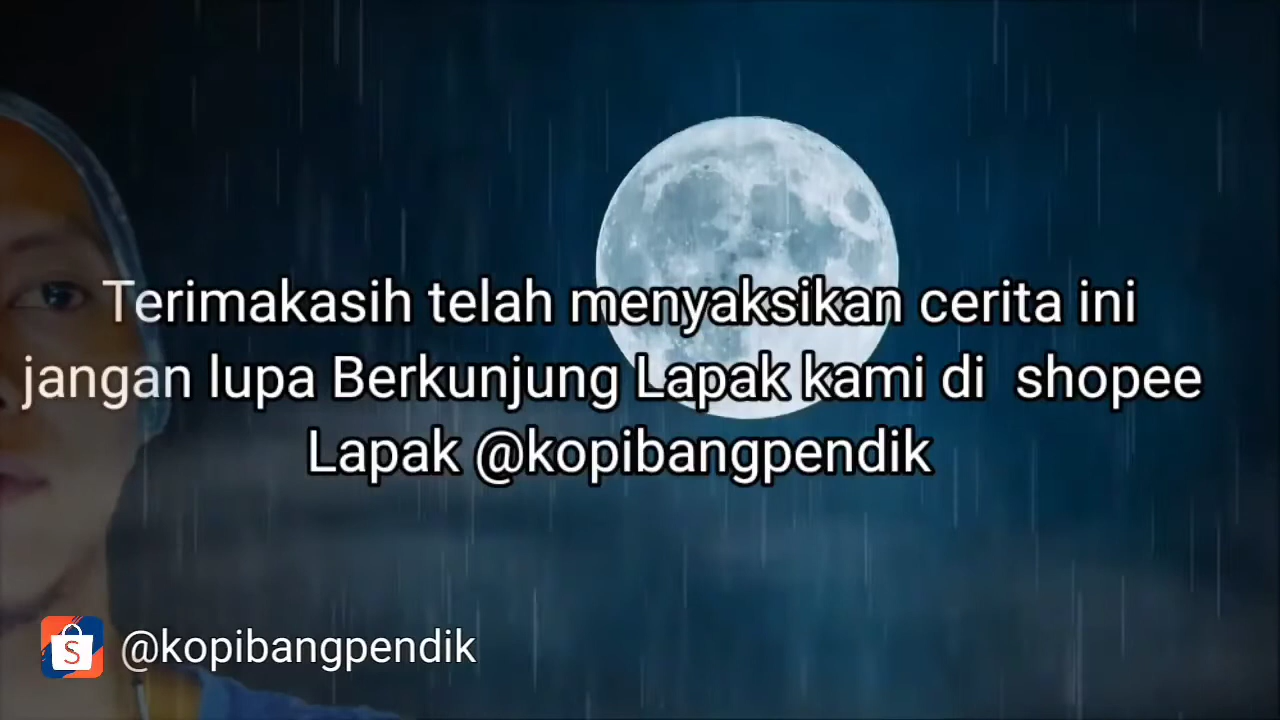 Terimakasih telah menyaksikan cerita ini
jangan lupa Berkunjung Lapak kami di shopee
Lapak @kopibangpendik
S
@kopibangpendik